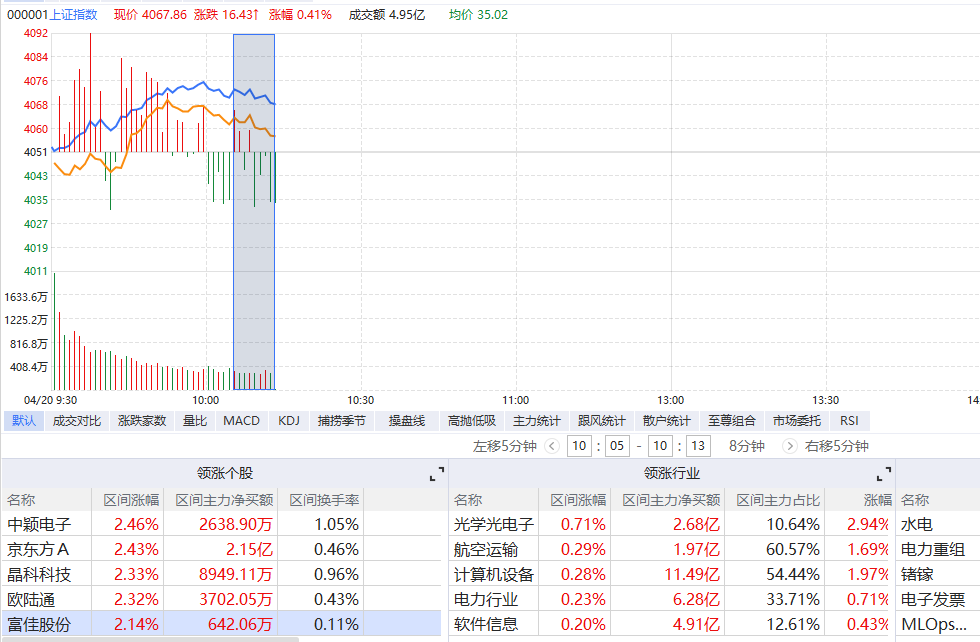 000001上证指数 现价 4067.86 涨跌 16.43↑ 涨幅 0.41% 成交额 4.95亿 均价 35.02
4092
4084
4076
4068
4060
4051
4043
4035
4027
4019
4011
1633.6万
1225.2万
816.8万
408.4万
04/20 9:30 10:00 10:30 11:00 13:00 13:30 14
默认 成交对比 涨跌家数 量比 MACD KDJ 捕捞季节 操盘线 高抛低吸 主力统计 跟风统计 散户统计 至尊组合 市场委托 RSI
左移5分钟 < 10 : 05 - 10 : 13 8分钟 > 右移5分钟
领涨个股 领涨行业
名称 区间涨幅 区间主力净买额 区间换手率 名称 区间涨幅 区间主力净买额 区间主力占比 涨幅 名称
中颖电子 2.46% 2638.90万 1.05% 光学光电子 0.71% 2.68亿 10.64% 2.94% 水电
京东方A 2.43% 2.15亿 0.46% 航空运输 0.29% 1.97亿 60.57% 1.69% 电力重组
晶科科技 2.33% 8949.11万 0.96% 计算机设备 0.28% 11.49亿 54.44% 1.97% 锗镓
欧陆通 2.32% 3702.05万 0.43% 电力行业 0.23% 6.28亿 33.71% 0.71% 电子发票
富佳股份 2.14% 642.06万 0.11% 软件信息 0.20% 4.91亿 12.61% 0.43% MLOps...